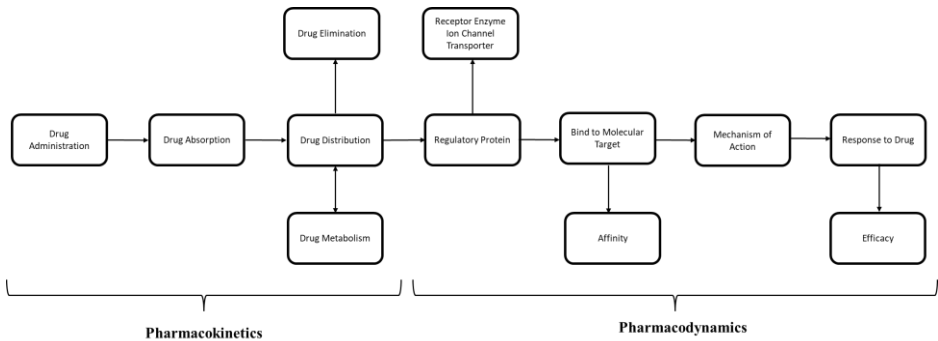 Drug Elimination
Receptor Enzyme
Ion Channel
Transporter
Drug
Administration
Drug Absorption
Drug Distribution
Regulatory Protein
Bind to Molecular
Target
Mechanism of
Action
Response to Drug
Drug Metabolism
Affinity
Efficacy
Pharmacokinetics
Pharmacodynamics